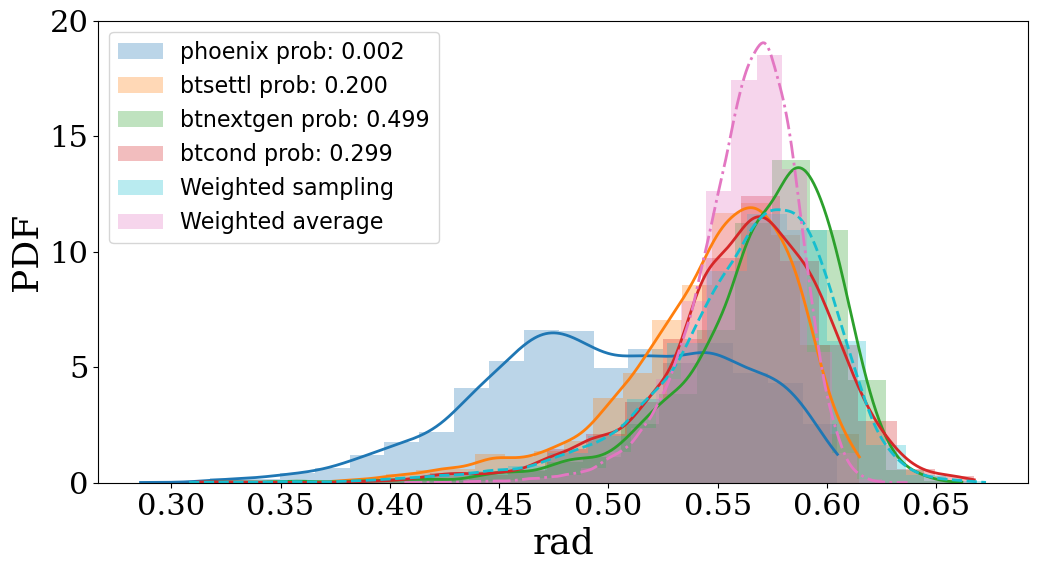 20
15
10
5
0
PDF
phoenix prob: 0.002
btsettl prob: 0.200
btnextgen prob: 0.499
btcond prob: 0.299
Weighted sampling
Weighted average
0.30 0.35 0.40 0.45 0.50 0.55 0.60 0.65
rad